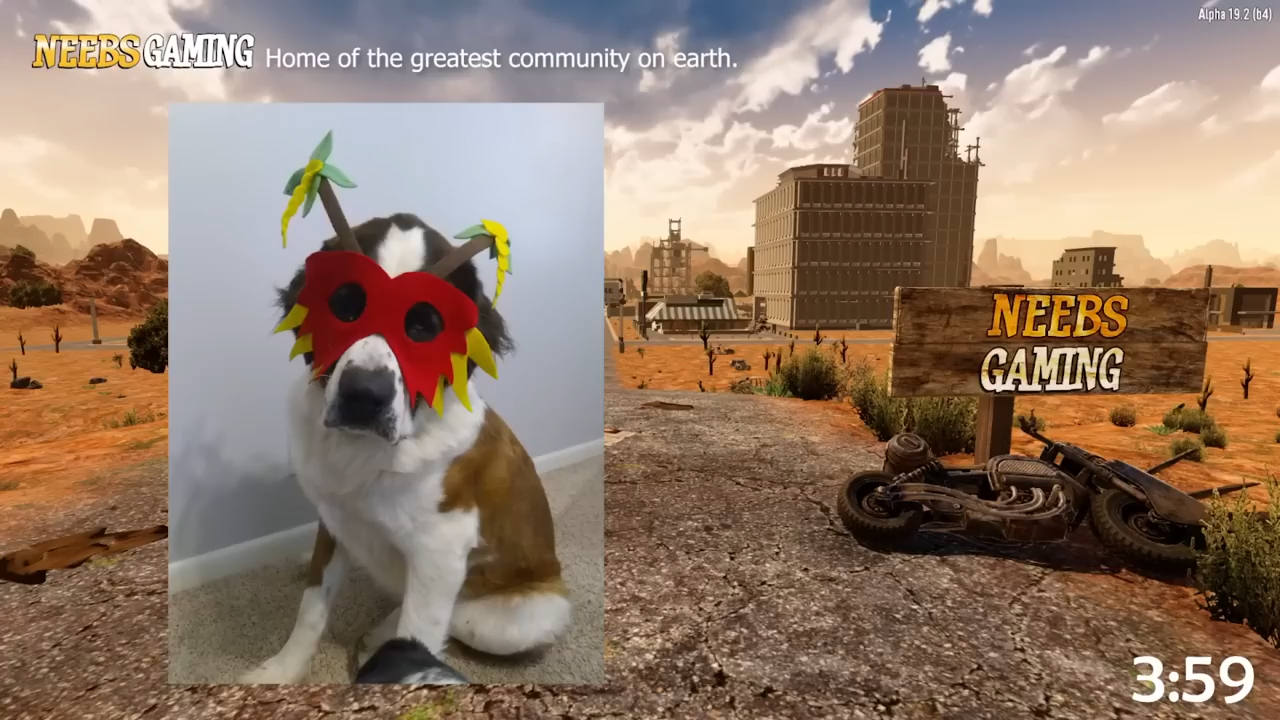 Alpha 19.2 (b4)
NEEBS GAMING Home of the greatest community on earth.
NEEBS
GAMING
3:59